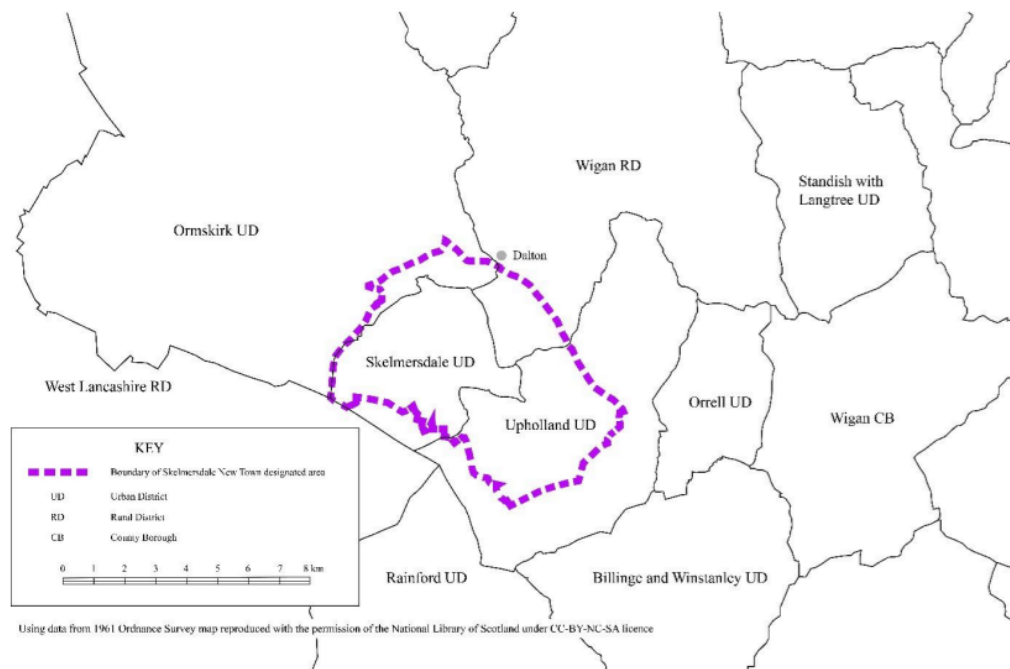 Wigan RD
Standish with
Langtree UD
Ormskirk UD
Dalton
Skelmersdale UD
West Lancashire RD
Orrell UD
Upholland UD
Wigan CB
KEY
Boundary of Skelmersdale New Town designated area
UD Urban District
RD Rural District
CB County Borough
0 1 2 3 4 5 6 7 8 km
Rainford UD
Billinge and Winstanley UD
Using data from 1961 Ordnance Survey map reproduced with the permission of the National Library of Scotland under CC-BY-NC-SA licence